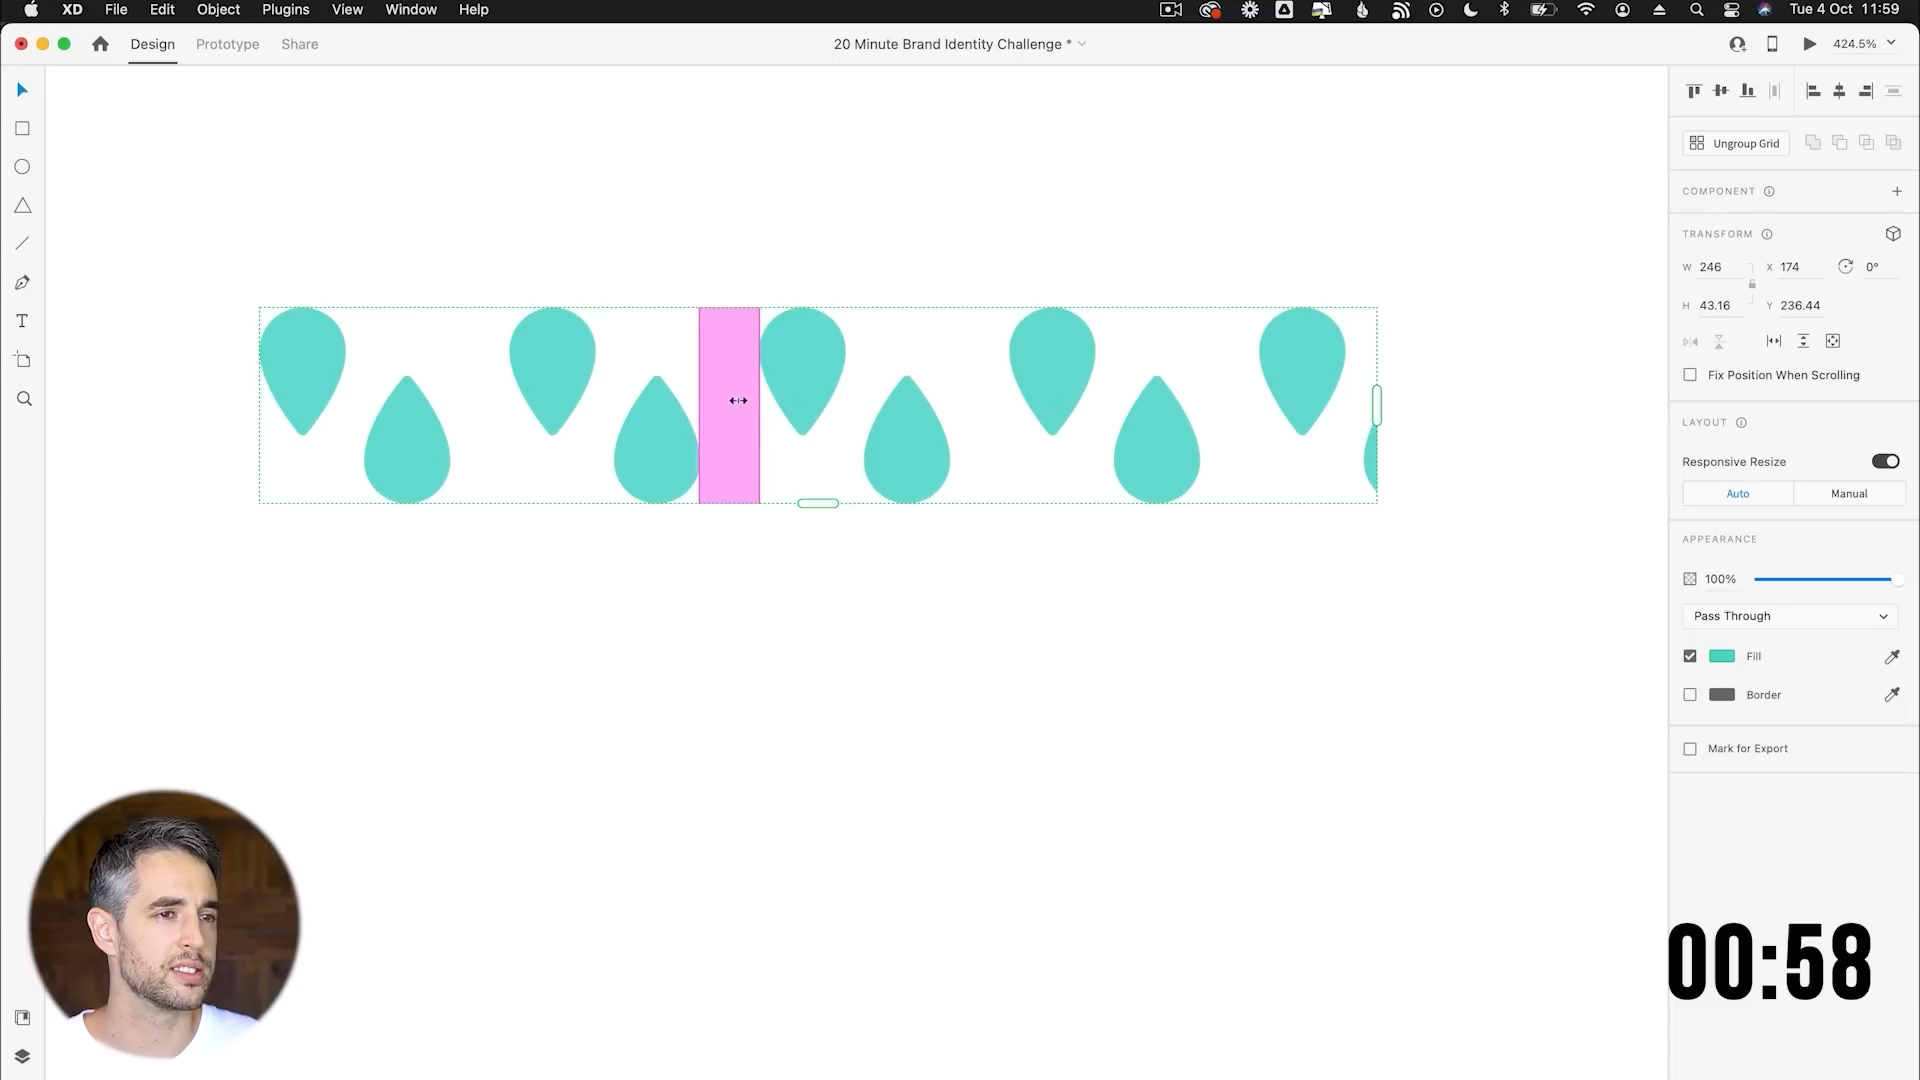 XD File Edit Object Plugins View Window Help
Tue 4 Oct 11:59
Design Prototype Share
20 Minute Brand Identity Challenge *
424.5%
Ungroup Grid
COMPONENT
TRANSFORM
W 246 X 174 0°
H 43.16 Y 236.44
Fix Position When Scrolling
LAYOUT
Responsive Resize
Auto Manual
APPEARANCE
100%
Pass Through
Fill
Border
Mark for Export
00:58